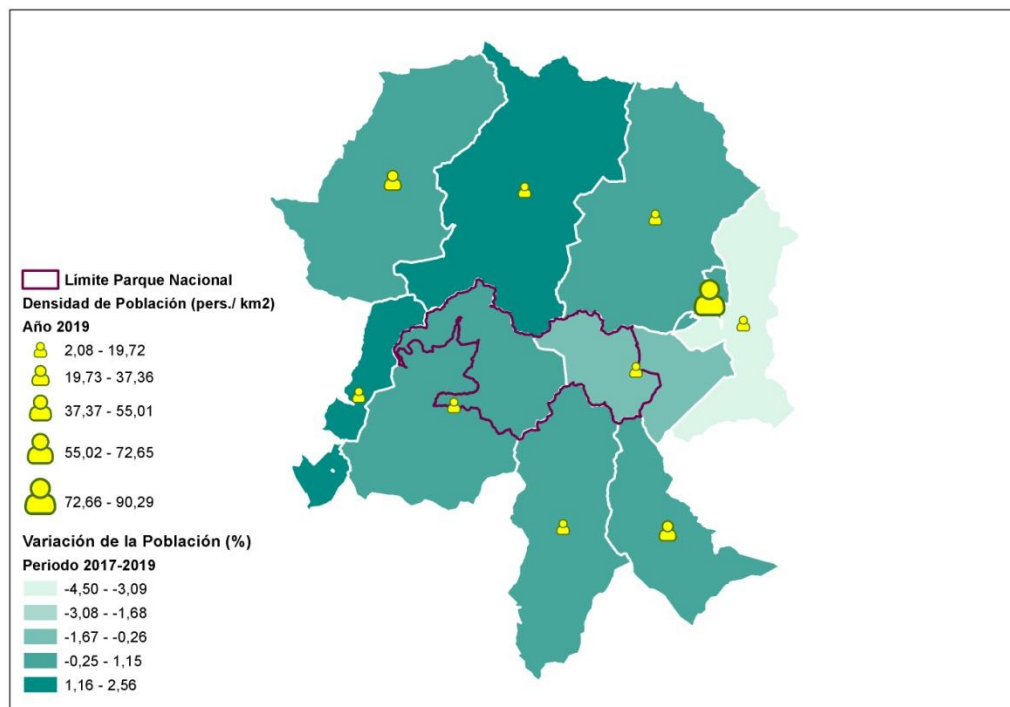 Límite Parque Nacional
Densidad de Población (pers./ km2)
Año 2019
2,08 - 19,72
19,73 - 37,36
37,37 - 55,01
55,02 - 72,65
72,66 - 90,29
Variación de la Población (%)
Periodo 2017-2019
-4,50 - -3,09
-3,08 - -1,68
-1,67 - -0,26
-0,25 - 1,15
1,16 - 2,56